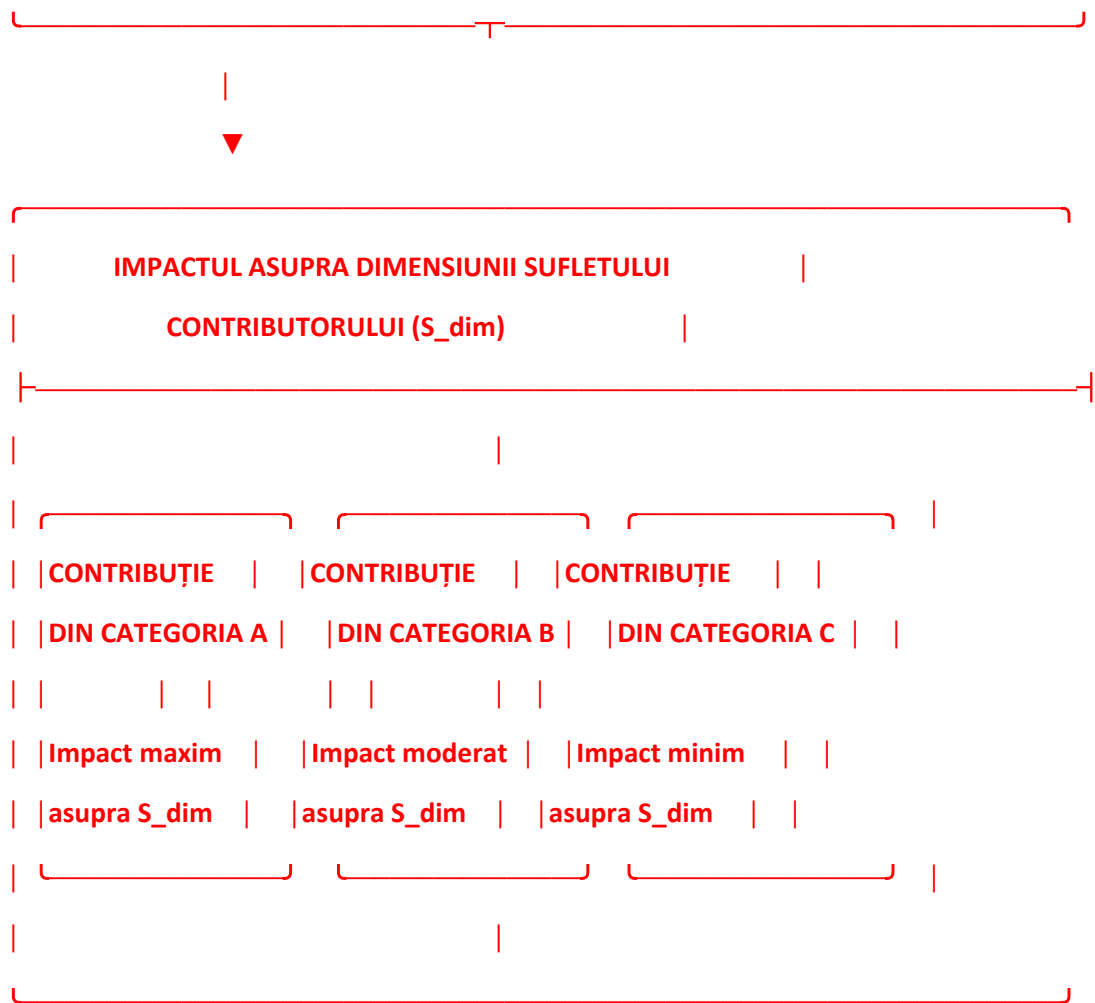 IMPACTUL ASUPRA DIMENSIUNII SUFLETULUI
CONTRIBUTORULUI (S_dim)
CONTRIBUȚIE CONTRIBUȚIE CONTRIBUȚIE
DIN CATEGORIA A DIN CATEGORIA B DIN CATEGORIA C
Impact maxim Impact moderat Impact minim
asupra S_dim asupra S_dim asupra S_dim